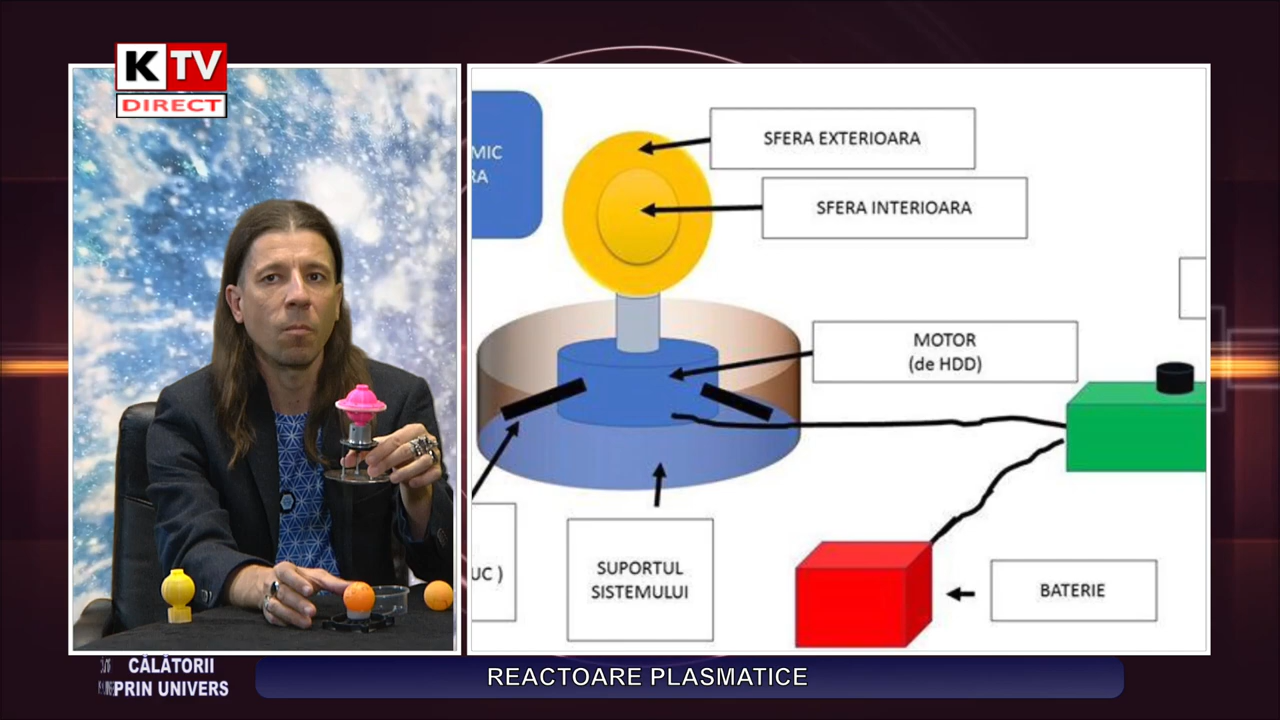 K TV
DIRECT
MIC
RA
SFERA EXTERIOARA
SFERA INTERIOARA
MOTOR
(de HDD)
UC )
SUPORTUL
SISTEMULUI
BATERIE
CĂLĂTORII
PRIN UNIVERS
REACTOARE PLASMATICE